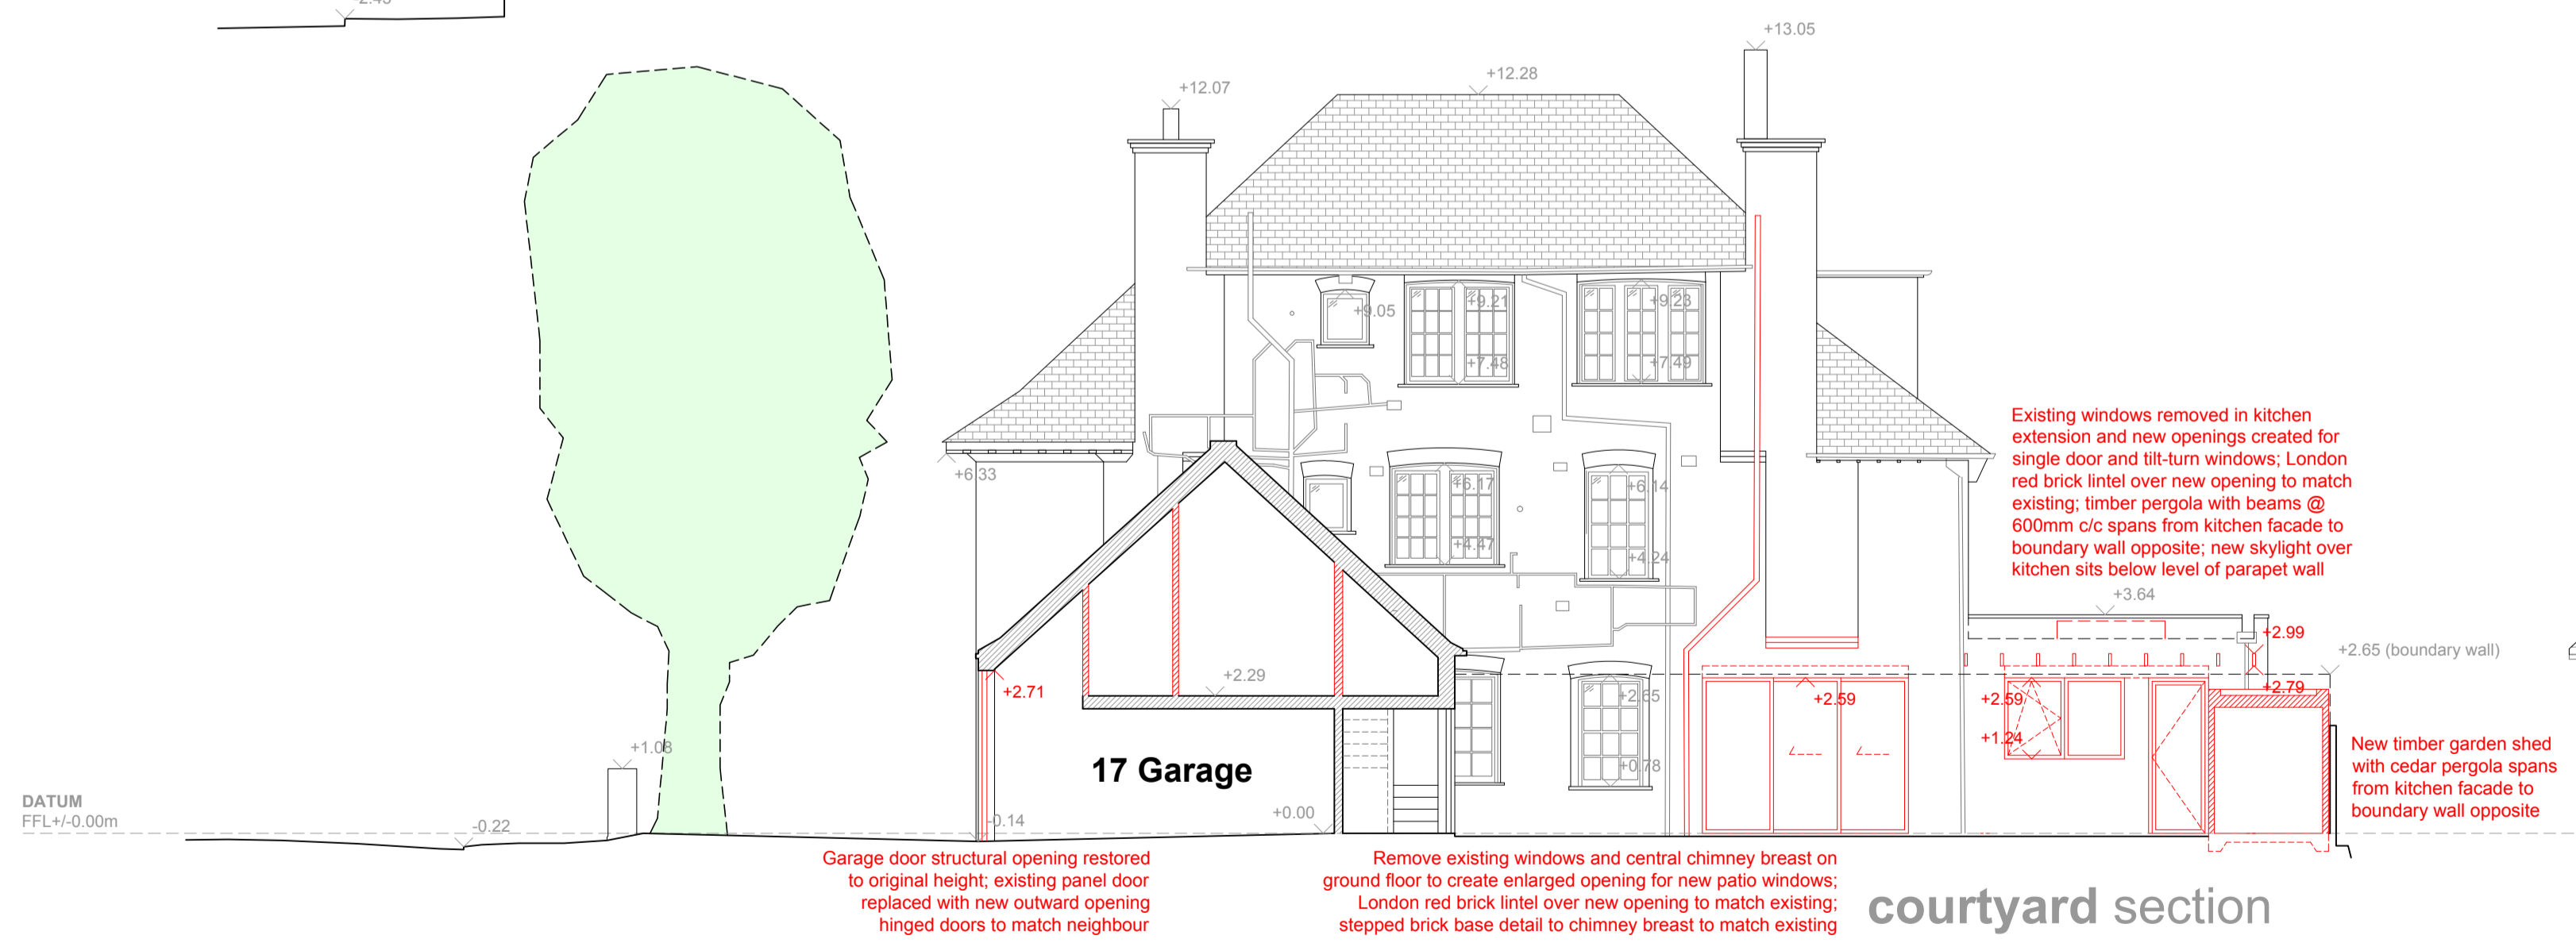 -2.43
+13.05
+12.28
+12.07
+9.05
+9.21
+9.23
+7.48
+7.49
Existing windows removed in kitchen
extension and new openings created for
single door and tilt-turn windows; London
red brick lintel over new opening to match
existing; timber pergola with beams @
600mm c/c spans from kitchen facade to
boundary wall opposite; new skylight over
kitchen sits below level of parapet wall
+6.33
+6.17
+6.14
+4.47
+4.24
+3.64
+2.99
+2.65 (boundary wall)
+2.71
+2.29
+2.65
+2.59
+2.59
+2.79
+1.24
+1.08
+0.78
17 Garage
New timber garden shed
with cedar pergola spans
from kitchen facade to
boundary wall opposite
DATUM
FFL+/-0.00m
-0.22
-0.14
+0.00
Garage door structural opening restored
to original height; existing panel door
replaced with new outward opening
hinged doors to match neighbour
Remove existing windows and central chimney breast on
ground floor to create enlarged opening for new patio windows;
London red brick lintel over new opening to match existing;
stepped brick base detail to chimney breast to match existing
courtyard section